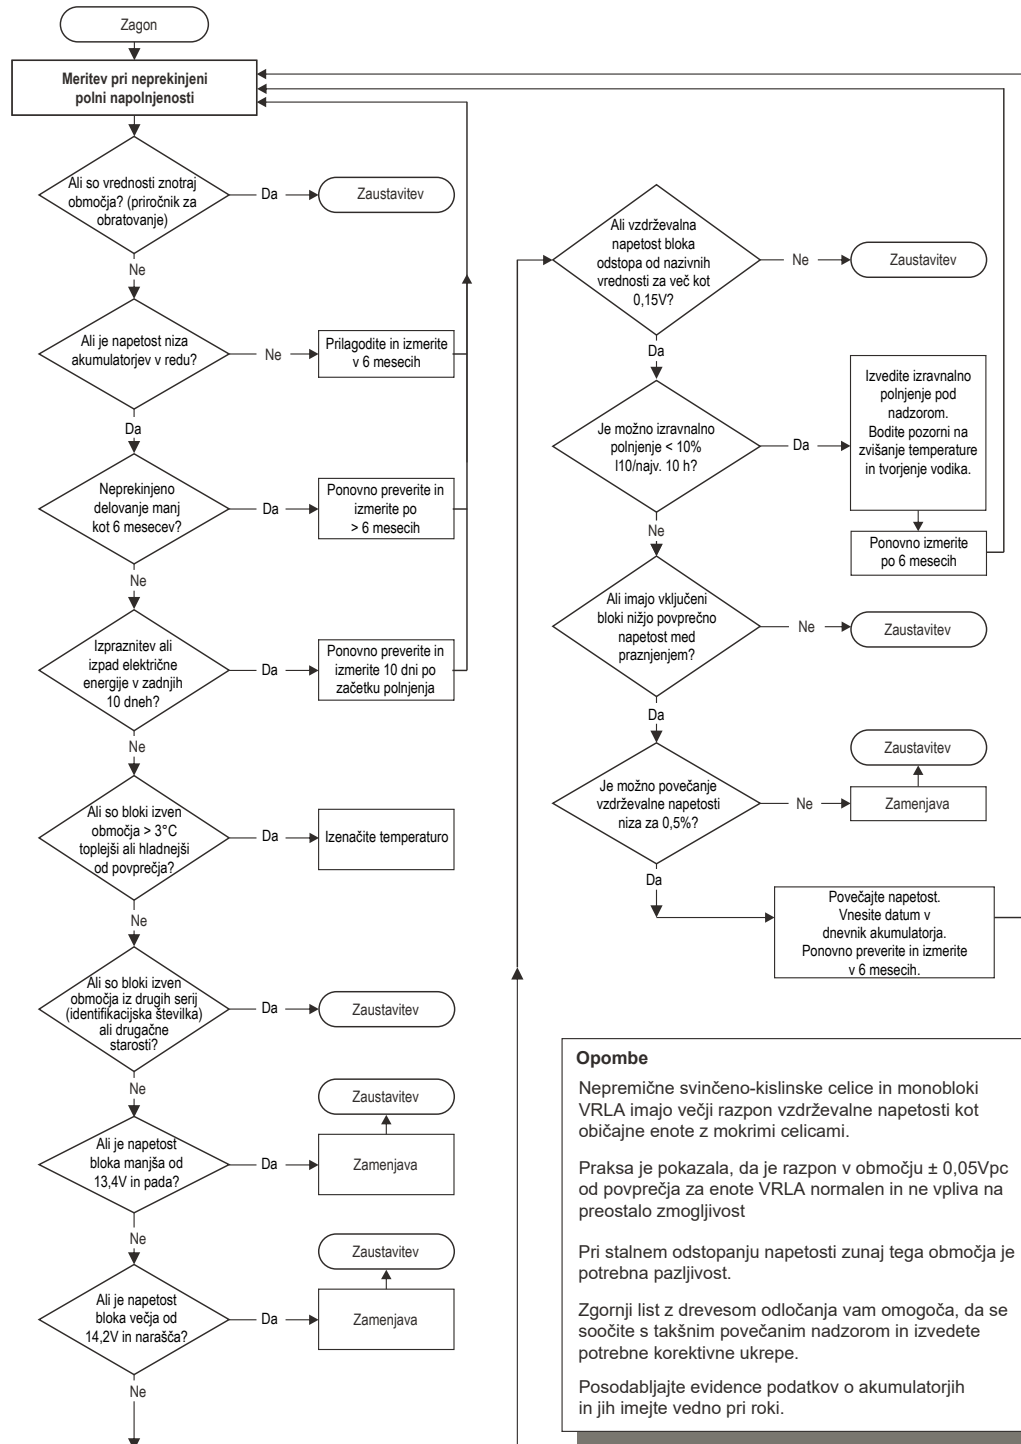 Zagon
Meritev pri neprekinjeni
polni napolnjenosti
Ali so vrednosti znotraj
območja? (priročnik za
obratovanje)
Da
Zaustavitev
Ne
Ali je napetost niza
akumulatorjev v redu?
Ne
Prilagodite in izmerite
v 6 mesecih
Da
Neprekinjeno
delovanje manj
kot 6 mesecev?
Da
Ponovno preverite in
izmerite po
> 6 mesecih
Ne
Izpraznitev ali
izpad električne
energije v zadnjih
10 dneh?
Da
Ponovno preverite in
izmerite 10 dni po
začetku polnjenja
Ne
Ali so bloki izven
območja > 3°C
toplejši ali hladnejši
od povprečja?
Da
Izenačite temperaturo
Ne
Ali so bloki izven
območja iz drugih serij
(identifikacijska številka)
ali drugačne
starosti?
Da
Zaustavitev
Ne
Ali je napetost
bloka manjša od
13,4V in pada?
Da
Zamenjava
Zaustavitev
Ne
Ali je napetost
bloka večja od
14,2V in narašča?
Da
Zamenjava
Zaustavitev
Ne
Ali vzdrževalna
napetost bloka
odstopa od nazivnih
vrednosti za več kot
0,15V?
Ne
Zaustavitev
Da
Je možno izravnalno
polnjenje < 10%
I10/najv. 10 h?
Da
Izvedite izravnalno
polnjenje pod
nadzorom.
Bodite pozorni na
zvišanje temperature
in tvorjenje vodika.
Ponovno izmerite
po 6 mesecih
Ne
Ali imajo vključeni
bloki nižjo povprečno
napetost med
praznjenjem?
Ne
Zaustavitev
Da
Je možno povečanje
vzdrževalne napetosti
niza za 0,5%?
Ne
Zamenjava
Zaustavitev
Da
Povečajte napetost.
Vnesite datum v
dnevnik akumulatorja.
Ponovno preverite in izmerite
v 6 mesecih.
Opombe
Nepremične svinčeno-kislinske celice in monobloki
VRLA imajo večji razpon vzdrževalne napetosti kot
običajne enote z mokrimi celicami.
Praksa je pokazala, da je razpon v območju ± 0,05Vpc
od povprečja za enote VRLA normalen in ne vpliva na
preostalo zmogljivost
Pri stalnem odstopanju napetosti zunaj tega območja je
potrebna pazljivost.
Zgornji list z drevesom odločanja vam omogoča, da se
soočite s takšnim povečanim nadzorom in izvedete
potrebne korektivne ukrepe.
Posodabljajte evidence podatkov o akumulatorjih
in jih imejte vedno pri roki.